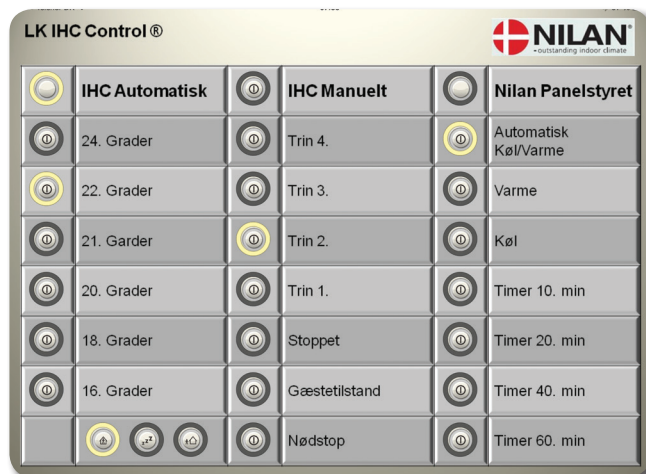 LK IHC Control ®
NILAN®
outstanding indoor climate
IHC Automatisk
IHC Manuelt
Nilan Panelstyret
24. Grader
Trin 4.
Automatisk
Køl/Varme
22. Grader
Trin 3.
Varme
21. Garder
Trin 2.
Køl
20. Grader
Trin 1.
Timer 10. min
18. Grader
Stoppet
Timer 20. min
16. Grader
Gæstetilstand
Timer 40. min
zzZ
Nødstop
Timer 60. min